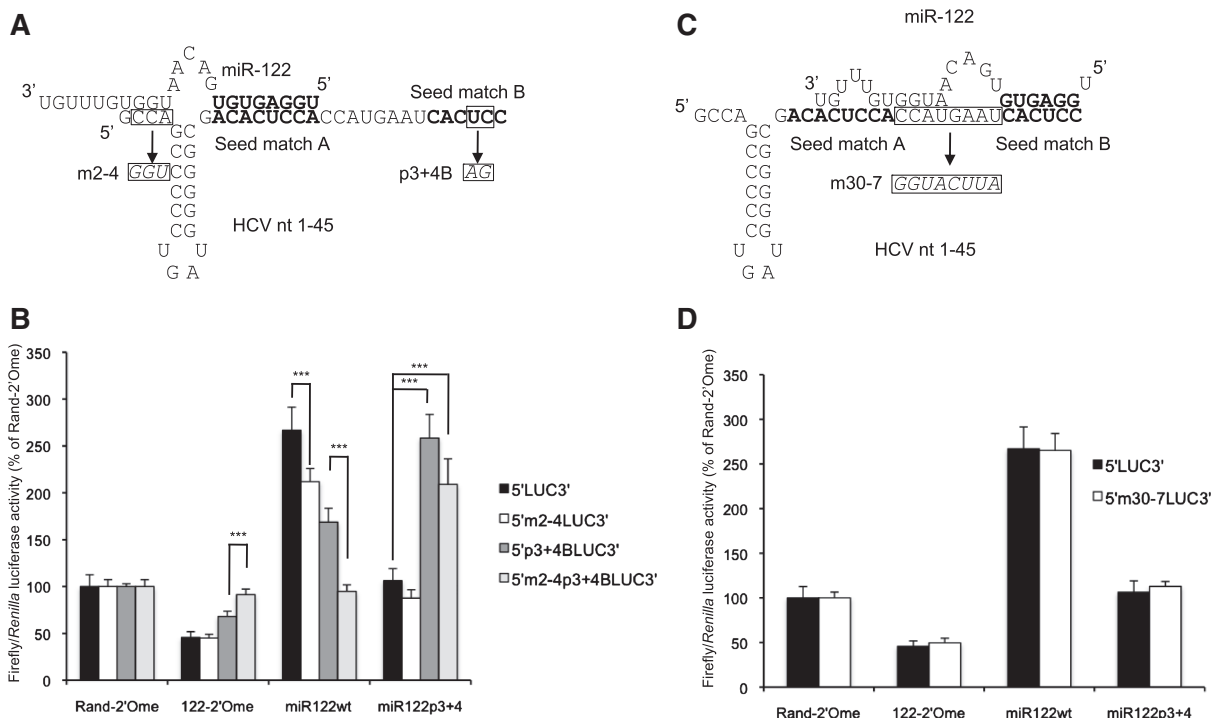 A
A C A
A G
miR-122
3'
UGUUUGUGGU
5'
UGUGAGGU
Seed match B
GCCA
GACACUCCACCAUGAAUCACUCC
5'
Seed match A
CG
CG
CG
CG
CG
CG
U U
G A
m2-4
GGU
p3+4B
AG
HCV nt 1-45
C
miR-122
3'
UGUUUGUGGUAACAGUGUGAGGU
5'
5'
GCCA
GACACUCCACCAUGAAUCACUCC
Seed match A
Seed match B
m30-7
GGUACUUA
CG
CG
CG
CG
CG
CG
U U
G A
HCV nt 1-45
B
Firefly/Renilla luciferase activity (% of Rand-2'Ome)
350
300
250
200
150
100
50
0
***
***
***
***
***
Rand-2'Ome
122-2'Ome
miR122wt
miR122p3+4
5'LUC3'
5'm2-4LUC3'
5'p3+4BLUC3'
5'm2-4p3+4BLUC3'
D
Firefly/Renilla luciferase activity (% of Rand-2'Ome)
350
300
250
200
150
100
50
0
Rand-2'Ome
122-2'Ome
miR122wt
miR122p3+4
5'LUC3'
5'm30-7LUC3'